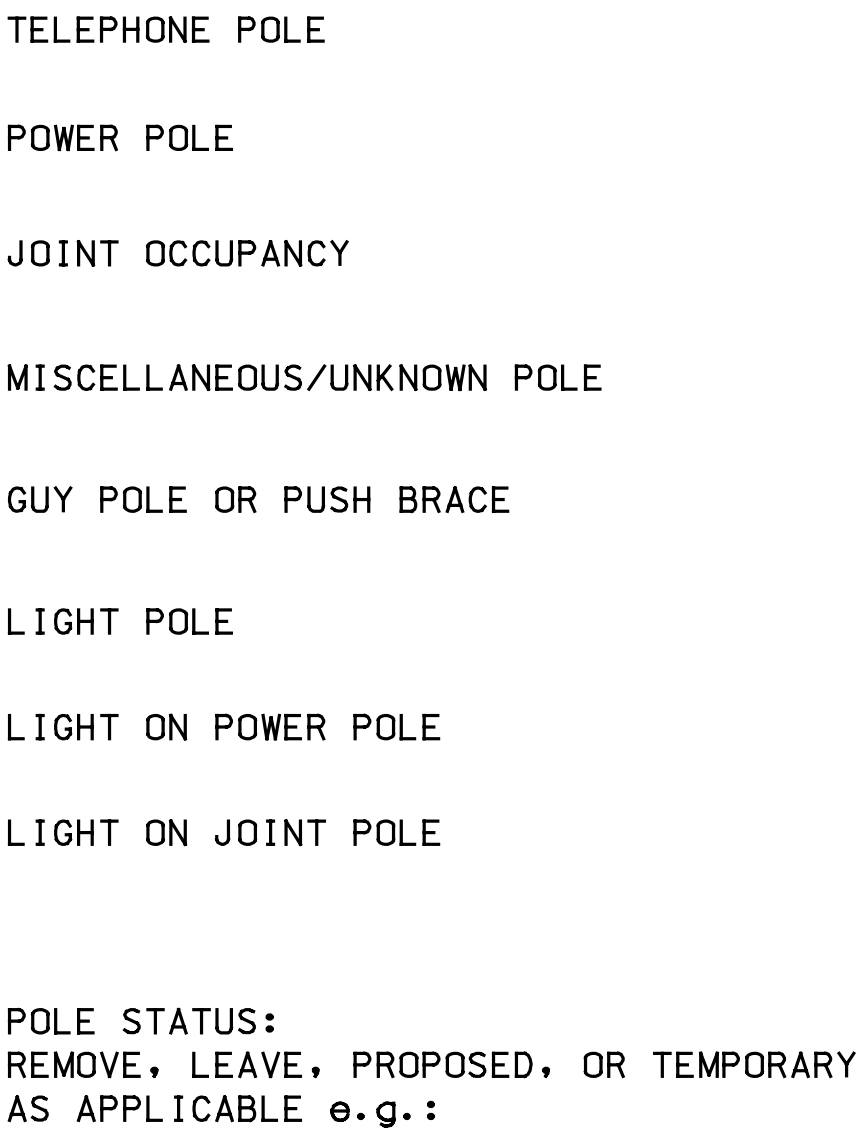 TELEPHONE POLE
POWER POLE
JOINT OCCUPANCY
MISCELLANEOUS/UNKNOWN POLE
GUY POLE OR PUSH BRACE
LIGHT POLE
LIGHT ON POWER POLE
LIGHT ON JOINT POLE
POLE STATUS:
REMOVE, LEAVE, PROPOSED, OR TEMPORARY
AS APPLICABLE e.g.: